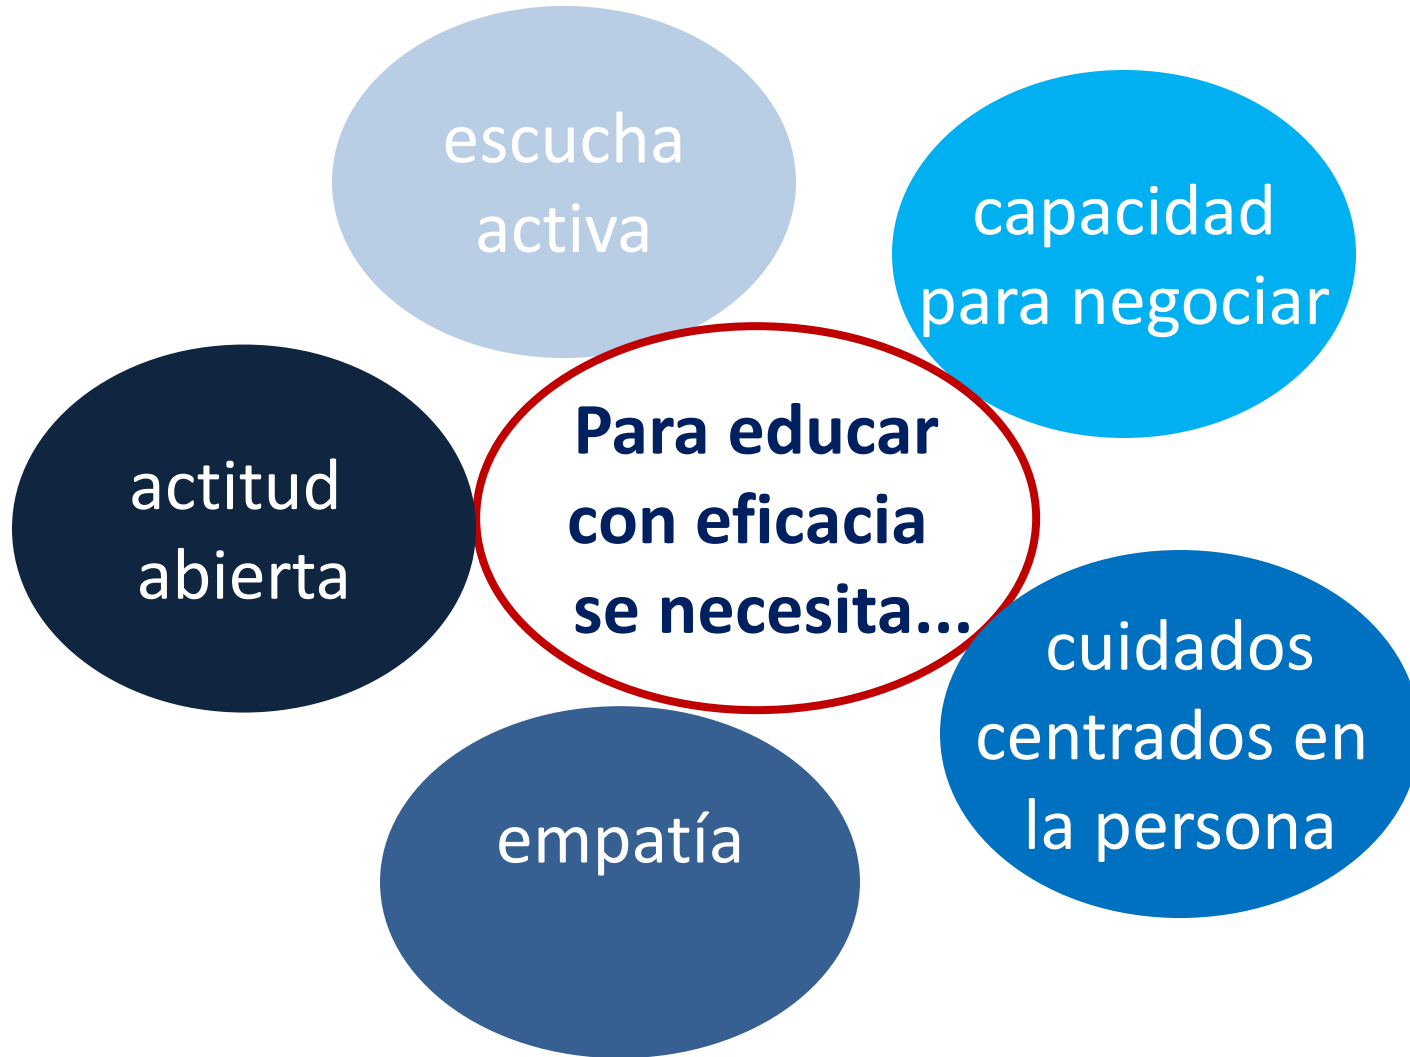 escucha
activa
capacidad
para negociar
Para educar
con eficacia
se necesita...
actitud
abierta
cuidados
centrados en
la persona
empatía